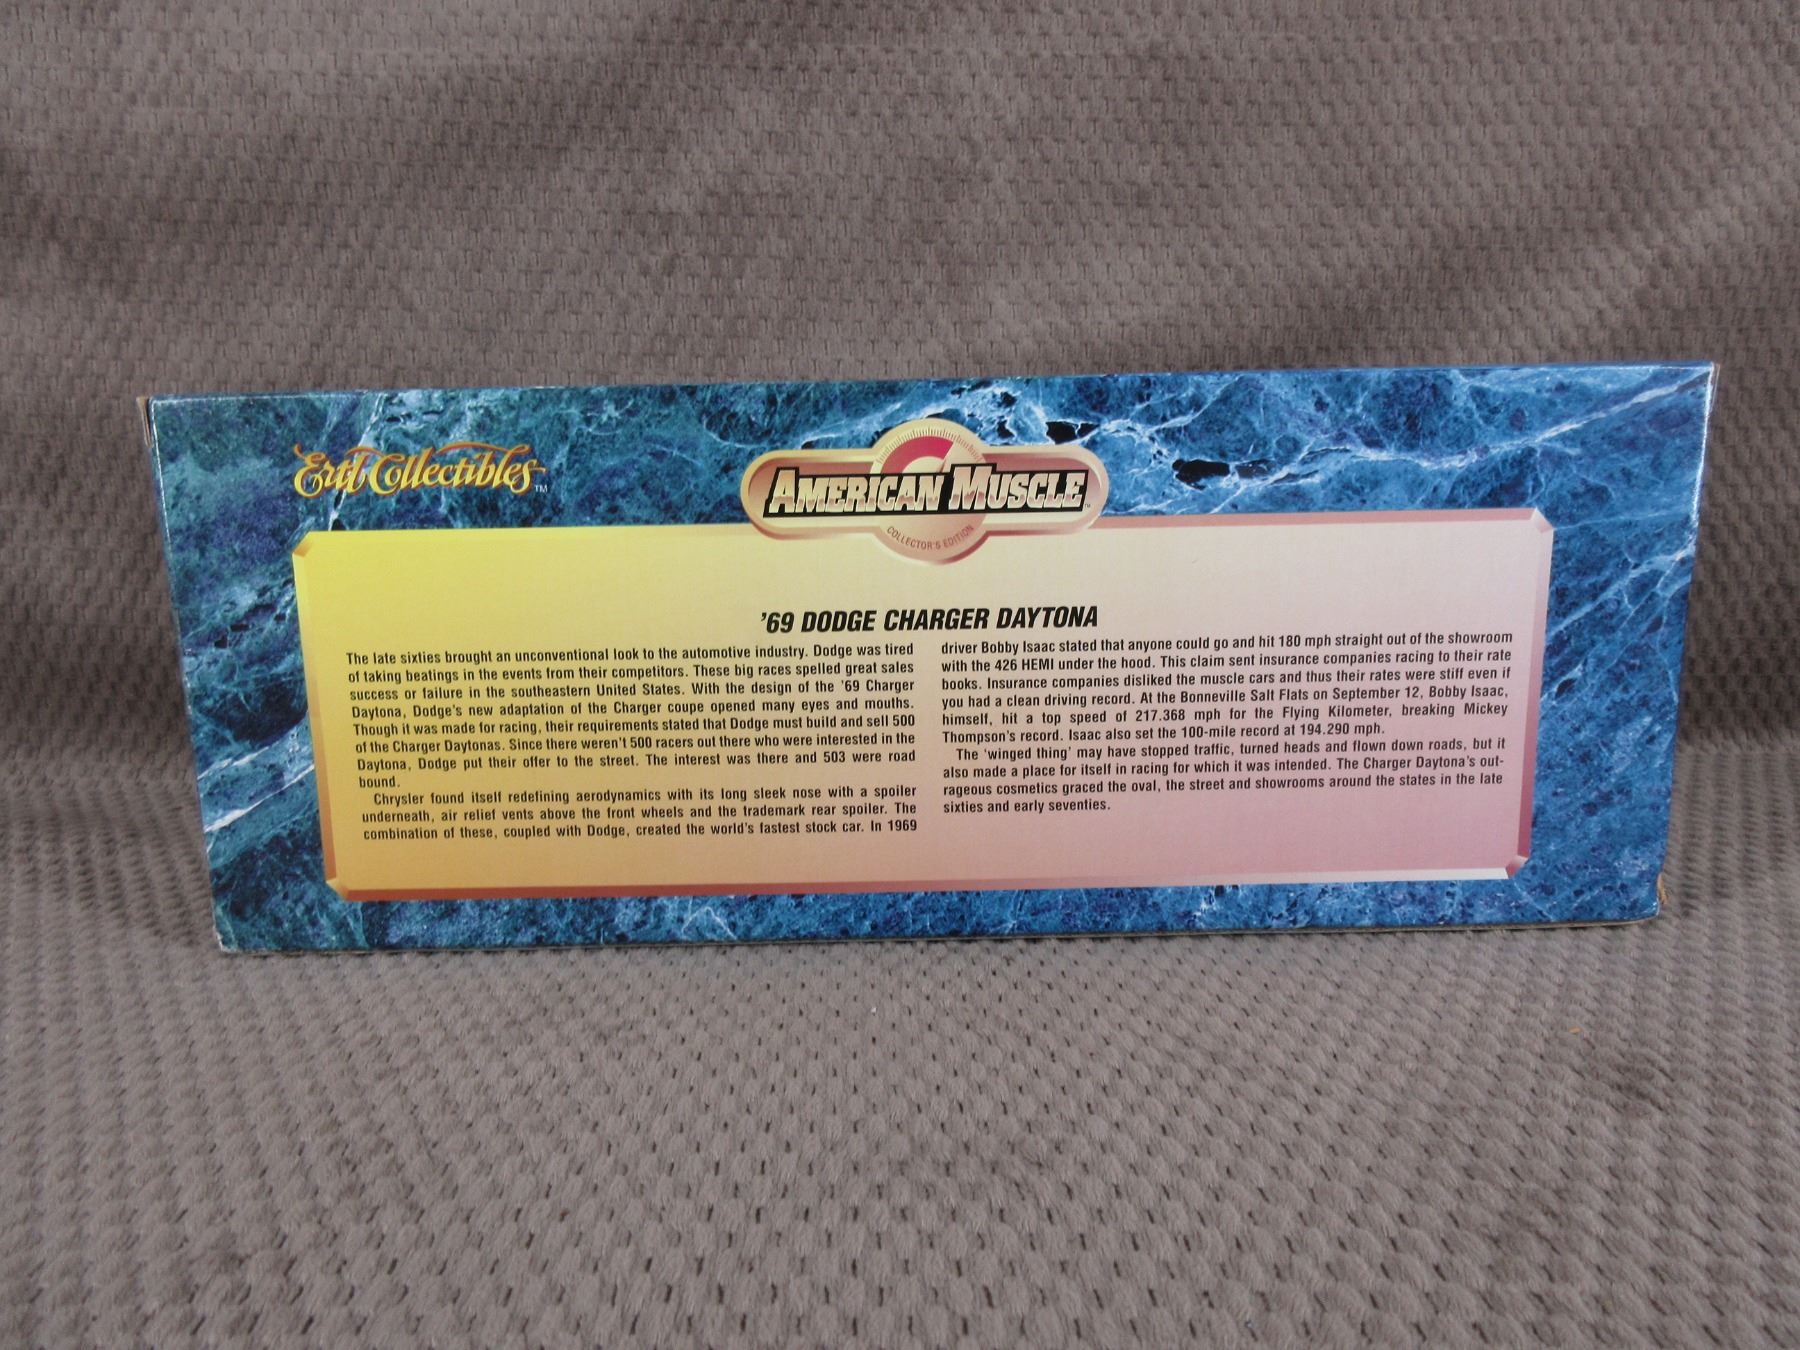 Ertl Collectibles™
AMERICAN MUSCLE™
COLLECTOR'S EDITION
'69 DODGE CHARGER DAYTONA
The late sixties brought an unconventional look to the automotive industry. Dodge was tired
of taking beatings in the events from their competitors. These big races spelled great sales
success or failure in the southeastern United States. With the design of the '69 Charger
Daytona, Dodge's new adaptation of the Charger coupe opened many eyes and mouths.
Though it was made for racing, their requirements stated that Dodge must build and sell 500
of the Charger Daytonas. Since there weren't 500 racers out there who were interested in the
Daytona, Dodge put their offer to the street. The interest was there and 503 were road
bound.
Chrysler found itself redefining aerodynamics with its long sleek nose with a spoiler
underneath, air relief vents above the front wheels and the trademark rear spoiler. The
combination of these, coupled with Dodge, created the world's fastest stock car. In 1969
driver Bobby Isaac stated that anyone could go and hit 180 mph straight out of the showroom
with the 426 HEMI under the hood. This claim sent insurance companies racing to their rate
books. Insurance companies disliked the muscle cars and thus their rates were stiff even if
you had a clean driving record. At the Bonneville Salt Flats on September 12, Bobby Isaac,
himself, hit a top speed of 217.368 mph for the Flying Kilometer, breaking Mickey
Thompson's record. Isaac also set the 100-mile record at 194.290 mph.
The 'winged thing' may have stopped traffic, turned heads and flown down roads, but it
also made a place for itself in racing for which it was intended. The Charger Daytona's out-
rageous cosmetics graced the oval, the street and showrooms around the states in the late
sixties and early seventies.